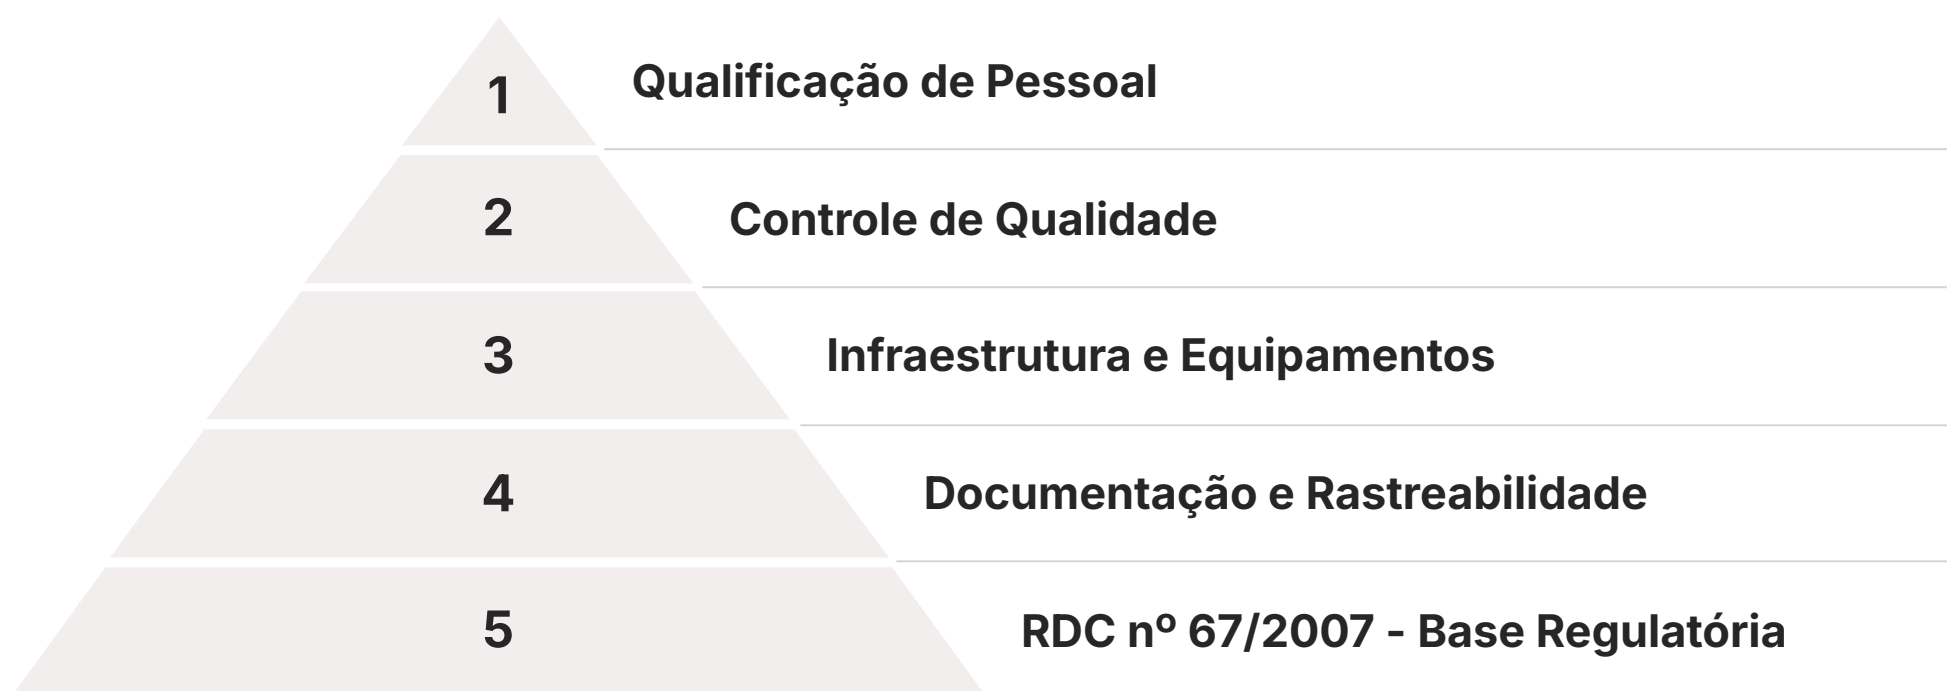 1 Qualificação de Pessoal
2 Controle de Qualidade
3 Infraestrutura e Equipamentos
4 Documentação e Rastreabilidade
5 RDC nº 67/2007 - Base Regulatória